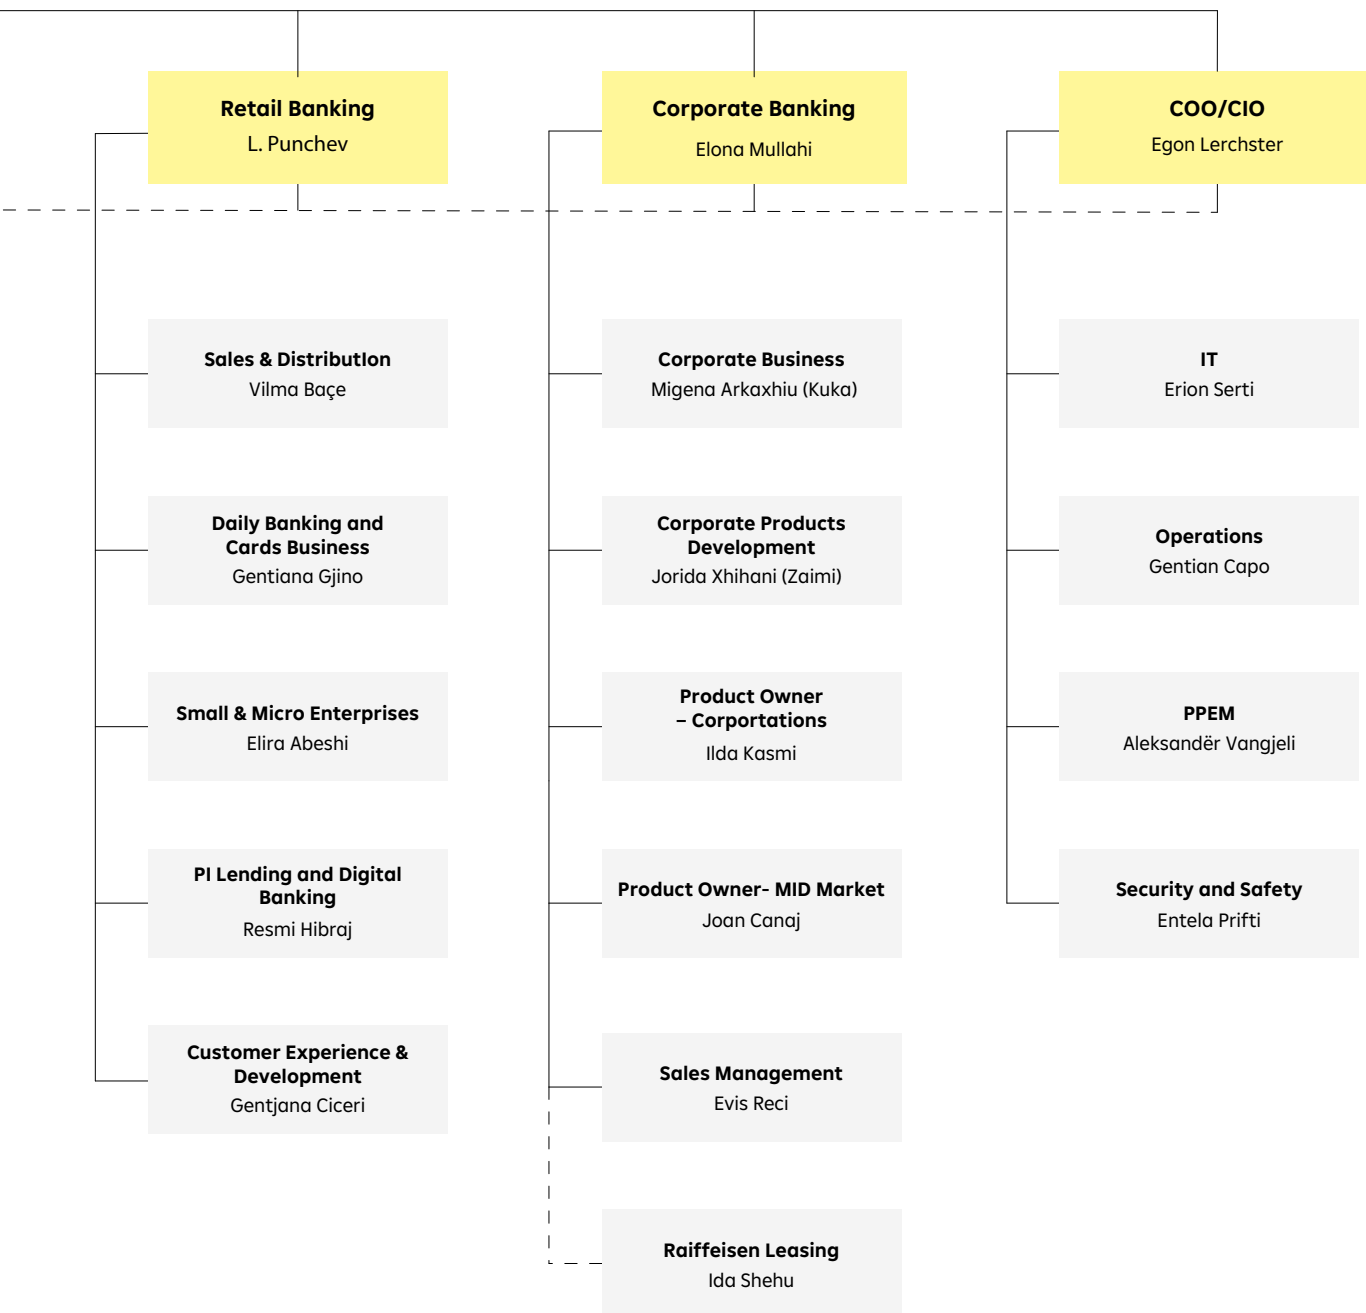 Retail Banking
L. Punchev
Sales & DistributIon
Vilma Baçe
Daily Banking and
Cards Business
Gentiana Gjino
Small & Micro Enterprises
Elira Abeshi
PI Lending and Digital
Banking
Resmi Hibraj
Customer Experience &
Development
Gentjana Ciceri
Corporate Banking
Elona Mullahi
Corporate Business
Migena Arkaxhiu (Kuka)
Corporate Products
Development
Jorida Xhihani (Zaimi)
Product Owner
– Corportations
Ilda Kasmi
Product Owner- MID Market
Joan Canaj
Sales Management
Evis Reci
Raiffeisen Leasing
Ida Shehu
COO/CIO
Egon Lerchster
IT
Erion Serti
Operations
Gentian Capo
PPEM
Aleksandër Vangjeli
Security and Safety
Entela Prifti